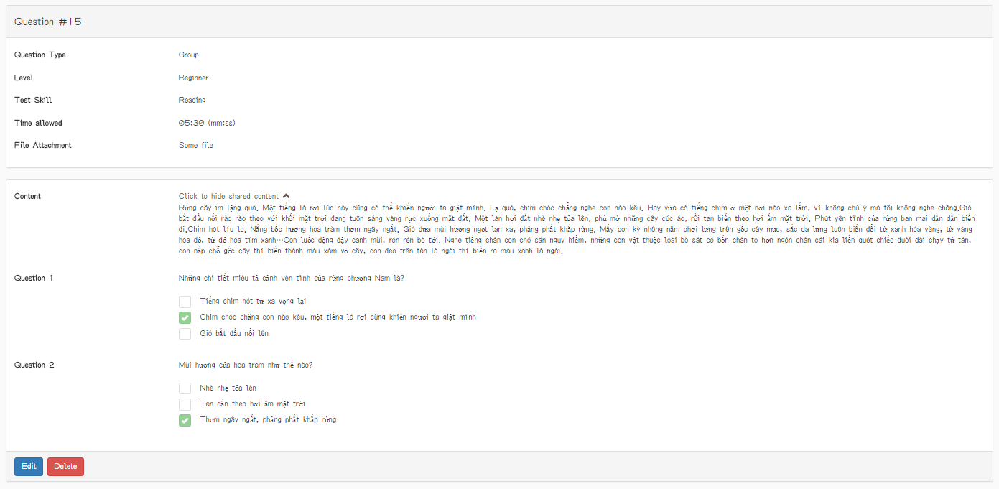 Question #15
Question Type Group
Level Beginner
Test Skill Reading
Time allowed 05:30 (mm:ss)
File Attachment Some file
Content Click to hide shared content
Rừng cây im lặng quá. Một tiếng lá rơi lúc này cũng có thể khiến người ta giật mình. Lạ quá, chim chóc chẳng nghe con nào kêu. Hay vừa có tiếng chim ở một nơi nào xa lắm, vì không chú ý mà tôi không nghe chăng.Gió
bắt đầu nổi rào rào theo với khối mặt trời đang tuôn sáng vàng rực xuống mặt đất. Một làn hơi đất nhè nhẹ tỏa lên, phủ mờ những cây cúc áo, rồi tan biến theo hơi ấm mặt trời. Phút yên tĩnh của rừng ban mai dần dần biến
đi.Chim hót líu lo. Nắng bốc hương hoa tràm thơm ngây ngất. Gió đưa mùi hương ngọt lan xa, phảng phất khắp rừng. Mấy con kỳ nhông nằm phơi lưng trên gốc cây mục, sắc da lưng luôn biến đổi từ xanh hóa vàng, từ vàng
hóa đỏ, từ đỏ hóa tím xanh…Con luốc động đậy cánh mũi, rón rén bò tới. Nghe tiếng chân con chó săn nguy hiểm, những con vật thuộc loài bò sát có bốn chân to hơn ngón chân cái kia liền quét chiếc đuôi dài chạy tứ tán,
con nấp chỗ gốc cây thì biến thành màu xám vỏ cây, con đeo trên tán lá ngái thì biến ra màu xanh lá ngái.
Question 1 Những chi tiết miêu tả cảnh yên tĩnh của rừng phương Nam là?
Tiếng chim hót từ xa vọng lại
Chim chóc chẳng con nào kêu, một tiếng lá rơi cũng khiến người ta giật mình
Gió bắt đầu nổi lên
Question 2 Mùi hương của hoa tràm như thế nào?
Nhè nhẹ tỏa lên
Tan dần theo hơi ấm mặt trời
Thơm ngây ngất, phảng phất khắp rừng
Edit Delete